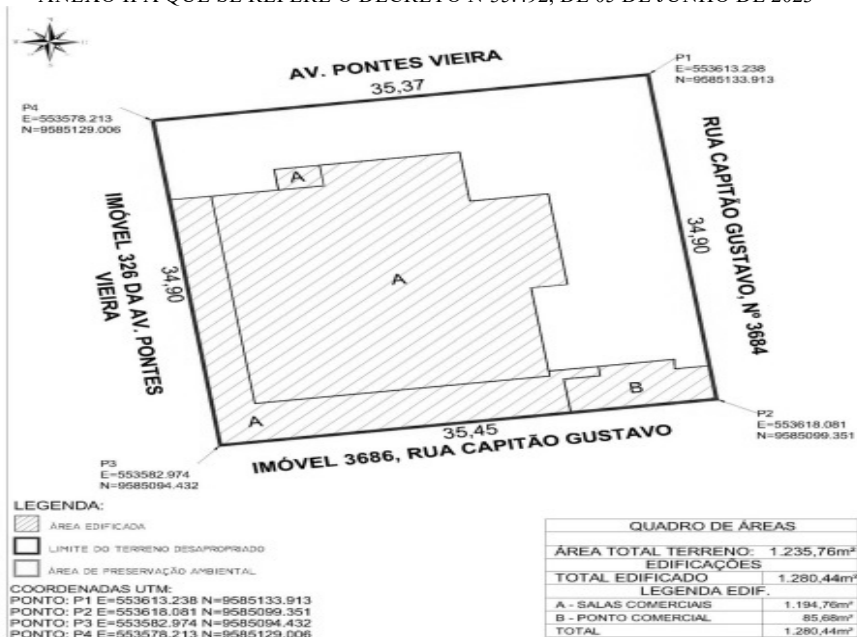 ANEXO II A QUE SE REFERE O DECRETO Nº 33.492, DE 05 DE JUNHO DE 2023
AV. PONTES VIEIRA
35,37
P1
E=553613.238
N=9585133.913
P4
E=553578.213
N=9585129.006
A
RUA CAPITÃO GUSTAVO, Nº 3684
34,90
IMÓVEL 326 DA AV. PONTES
VIEIRA
34,90
A
B
A
35,45
IMÓVEL 3686, RUA CAPITÃO GUSTAVO
P2
E=553618.081
N=9585099.351
P3
E=553582.974
N=9585094.432
LEGENDA:
ÁREA EDIFICADA
LIMITE DO TERRENO DESAPROPRIADO
ÁREA DE PRESERVAÇÃO AMBIENTAL
COORDENADAS UTM:
PONTO: P1 E=553613.238 N=9585133.913
PONTO: P2 E=553618.081 N=9585099.351
PONTO: P3 E=553582.974 N=9585094.432
PONTO: P4 E=553578.213 N=9585129.006
QUADRO DE ÁREAS
ÁREA TOTAL TERRENO: 1.235,76m²
EDIFICAÇÕES
TOTAL EDIFICADO 1.280,44m²
LEGENDA EDIF.
A - SALAS COMERCIAIS 1.194,76m²
B - PONTO COMERCIAL 85,68m²
TOTAL 1.280,44m²